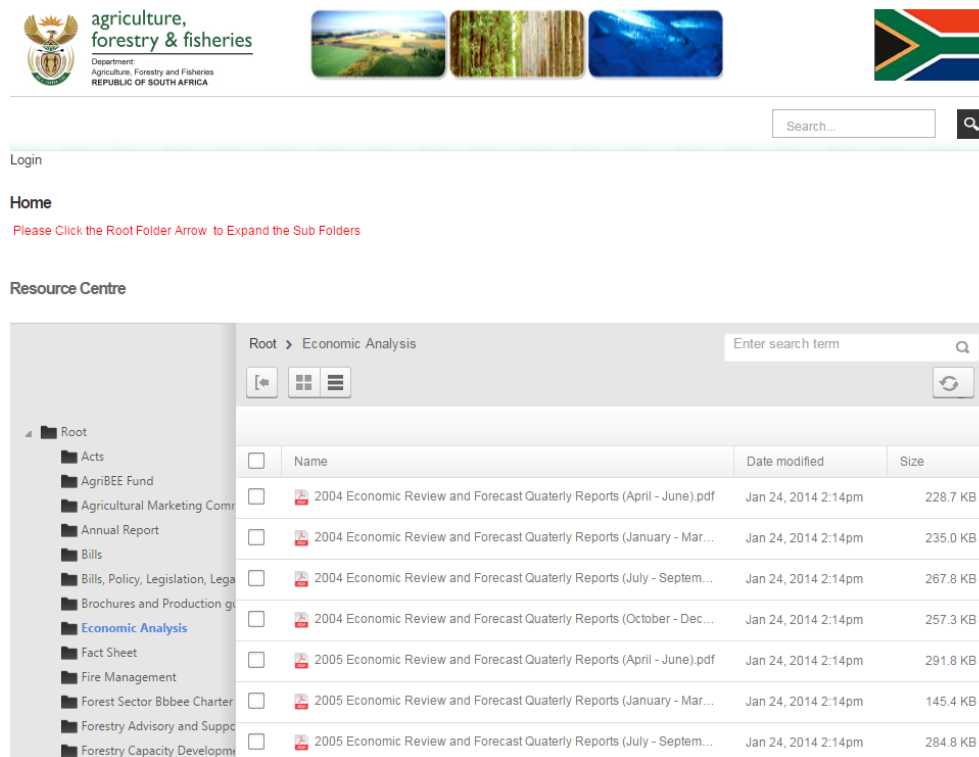 agriculture,
forestry & fisheries
Department:
Agriculture, Forestry and Fisheries
REPUBLIC OF SOUTH AFRICA
Search...
Login
Home
Please Click the Root Folder Arrow to Expand the Sub Folders
Resource Centre
Root > Economic Analysis
Enter search term
Root
Acts
AgriBEE Fund
Agricultural Marketing Comr
Annual Report
Bills
Bills, Policy, Legislation, Lega
Brochures and Production gu
Economic Analysis
Fact Sheet
Fire Management
Forest Sector Bbbee Charter
Forestry Advisory and Suppo
Forestry Capacity Developme
Name Date modified Size
2004 Economic Review and Forecast Quaterly Reports (April - June).pdf Jan 24, 2014 2:14pm 228.7 KB
2004 Economic Review and Forecast Quaterly Reports (January - Mar... Jan 24, 2014 2:14pm 235.0 KB
2004 Economic Review and Forecast Quaterly Reports (July - Septem... Jan 24, 2014 2:14pm 267.8 KB
2004 Economic Review and Forecast Quaterly Reports (October - Dec... Jan 24, 2014 2:14pm 257.3 KB
2005 Economic Review and Forecast Quaterly Reports (April - June).pdf Jan 24, 2014 2:14pm 291.8 KB
2005 Economic Review and Forecast Quaterly Reports (January - Mar... Jan 24, 2014 2:14pm 145.4 KB
2005 Economic Review and Forecast Quaterly Reports (July - Septem... Jan 24, 2014 2:14pm 284.8 KB